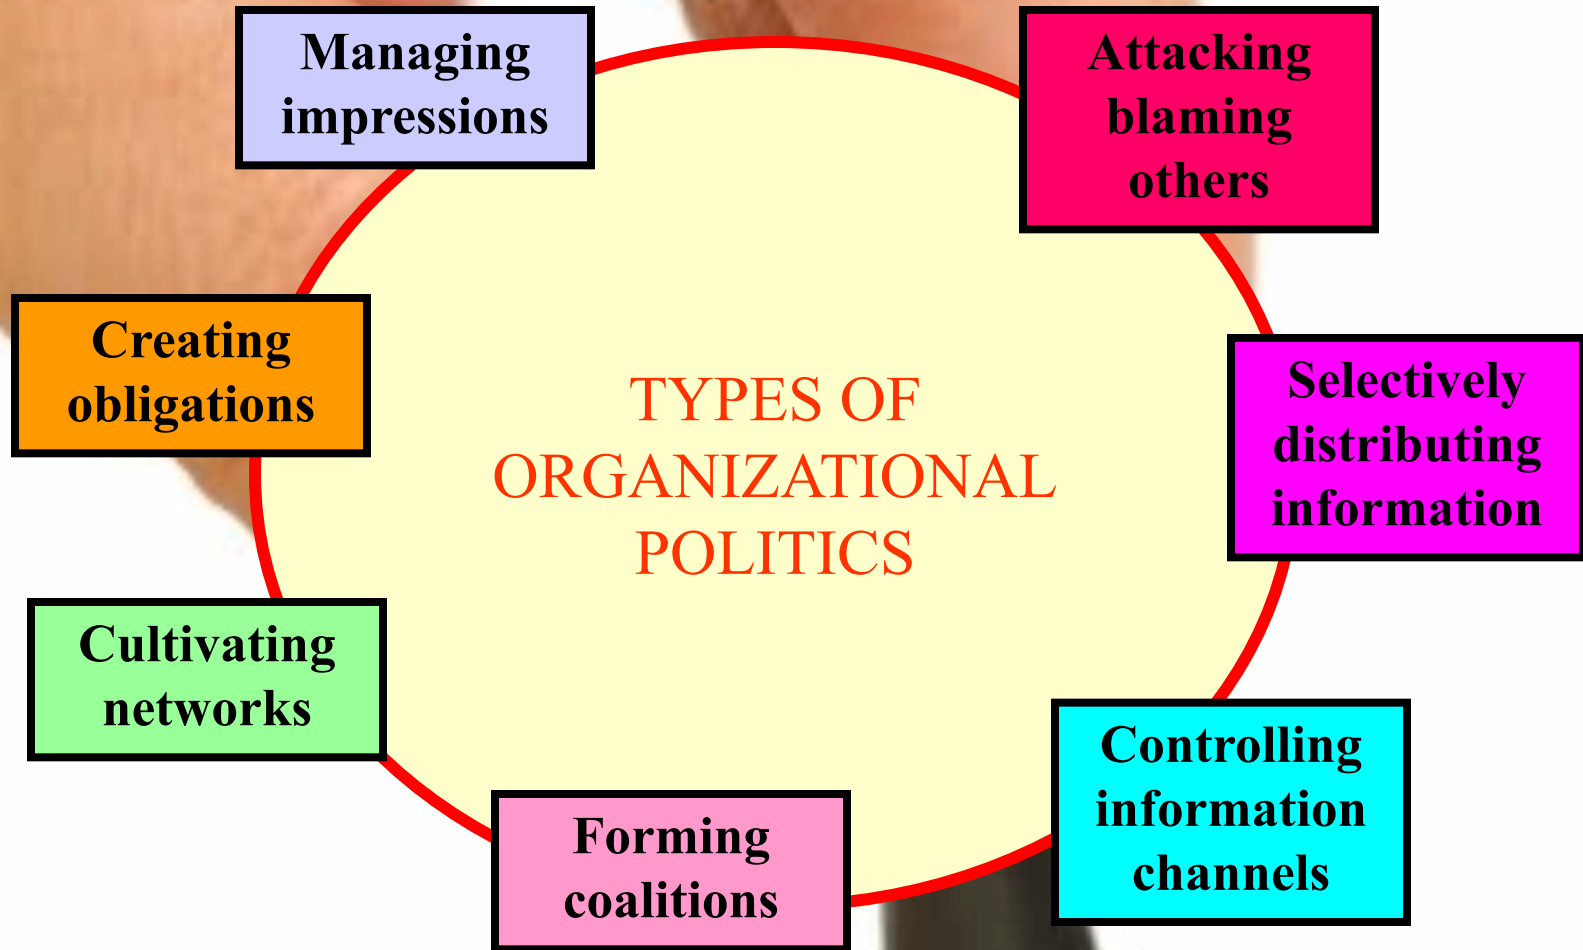 Managing
impressions
Attacking
blaming
others
Creating
obligations
TYPES OF
ORGANIZATIONAL
POLITICS
Selectively
distributing
information
Cultivating
networks
Controlling
information
channels
Forming
coalitions